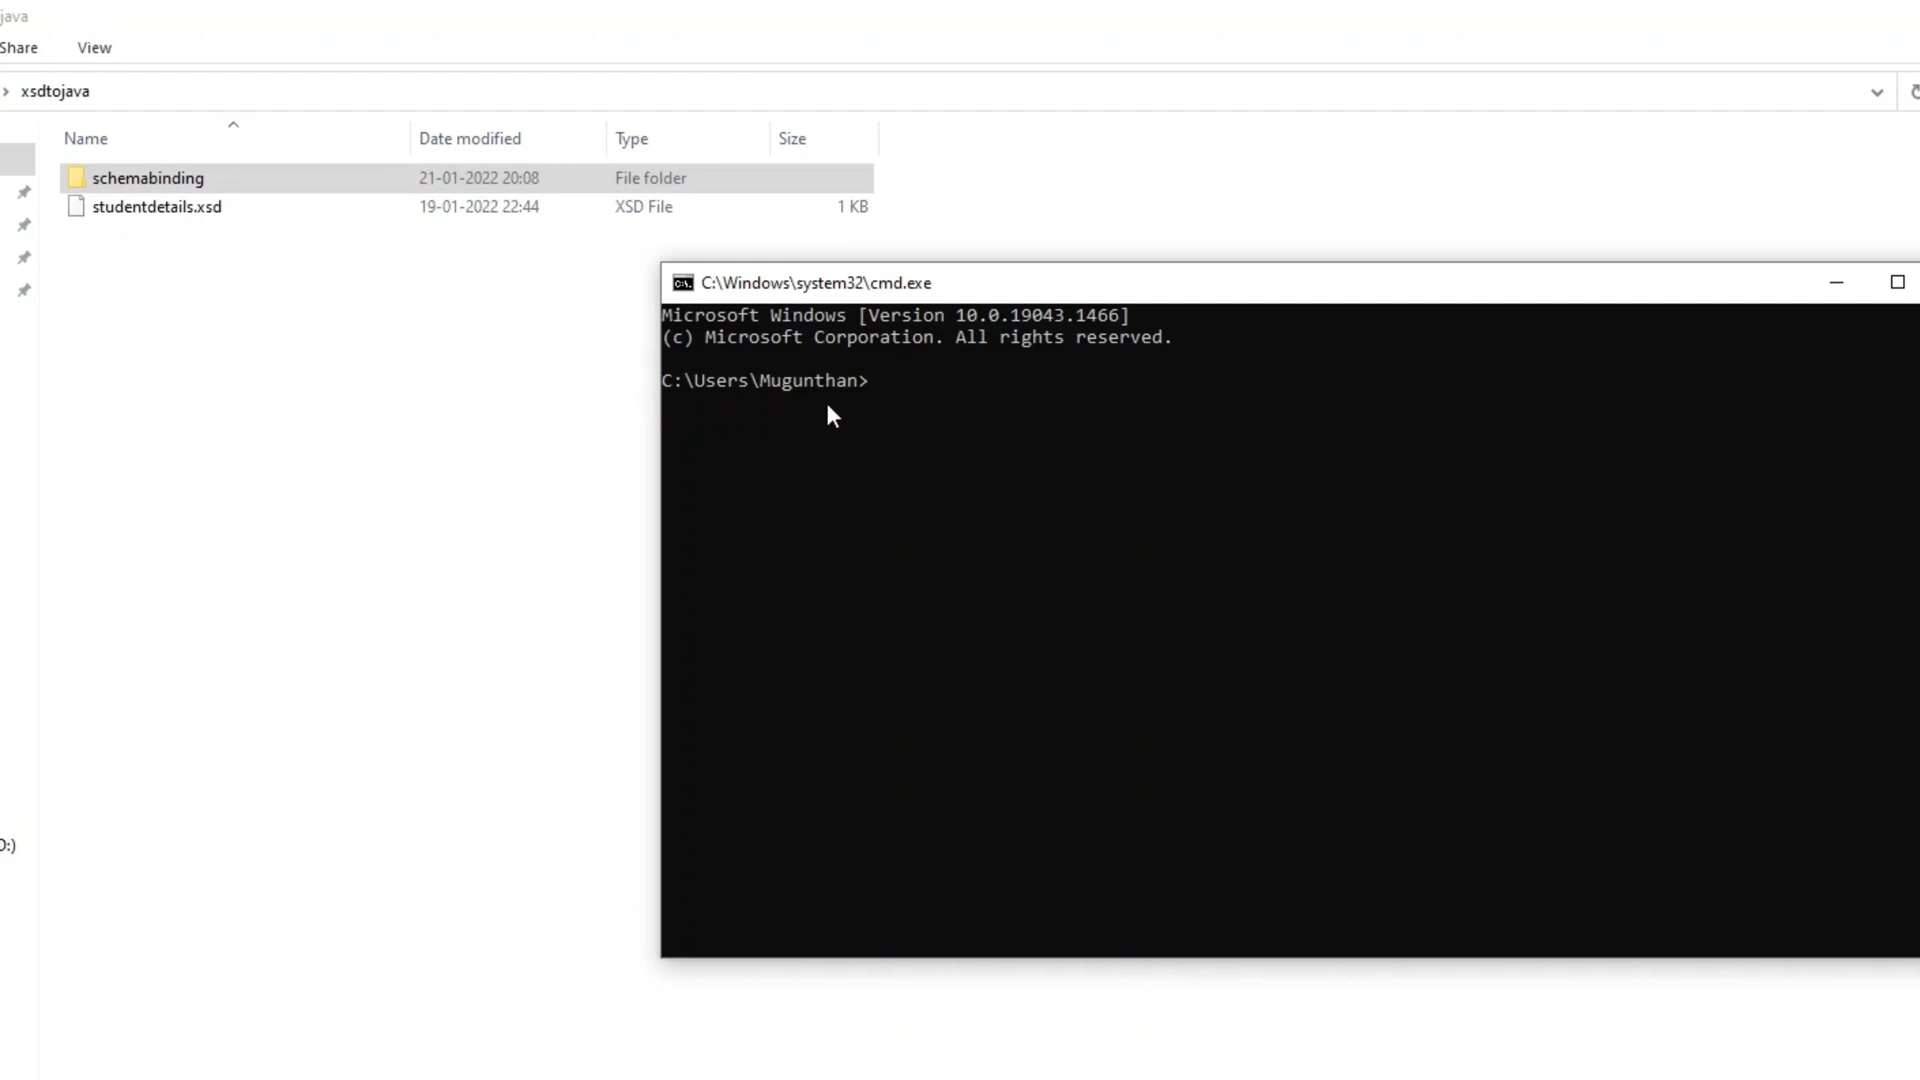 java
Share View
xsdtojava
Name Date modified Type Size
schemabinding 21-01-2022 20:08 File folder
studentdetails.xsd 19-01-2022 22:44 XSD File 1 KB
C:\Windows\system32\cmd.exe
Microsoft Windows [Version 10.0.19043.1466]
(c) Microsoft Corporation. All rights reserved.
C:\Users\Mugunthan>
:)